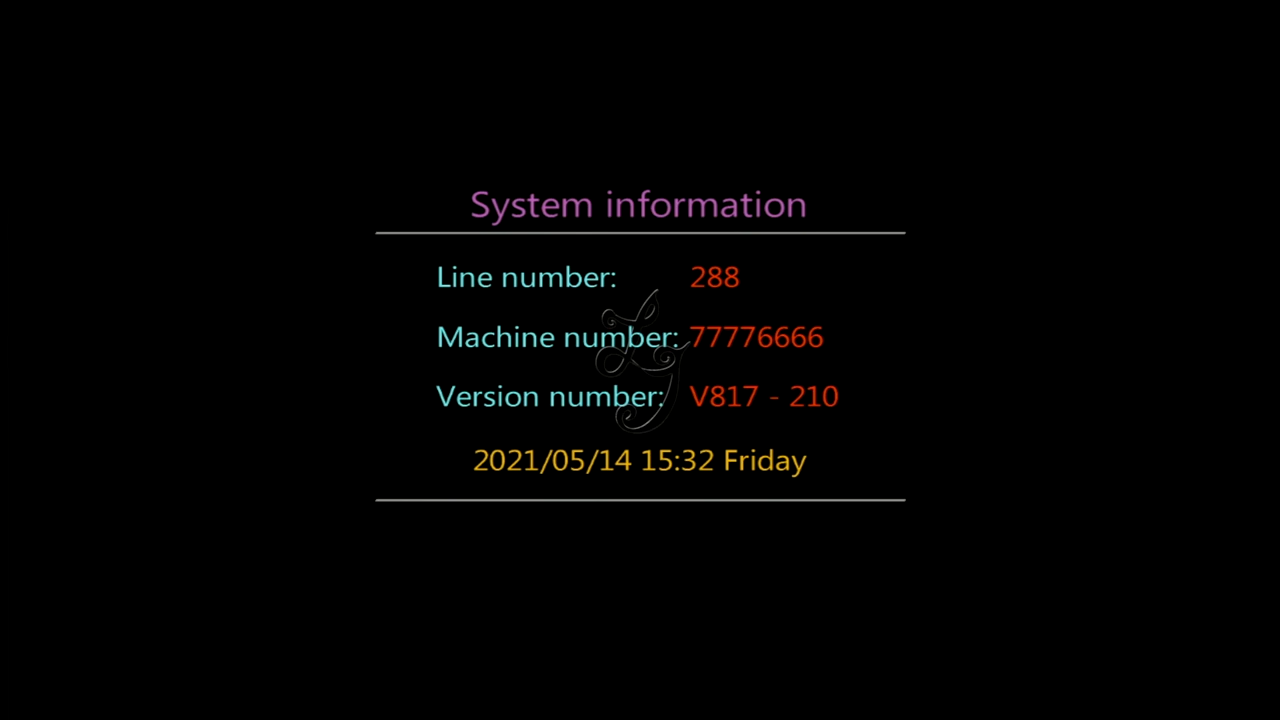 System information
Line number: 288
Machine number: 77776666
Version number: V817 - 210
2021/05/14 15:32 Friday